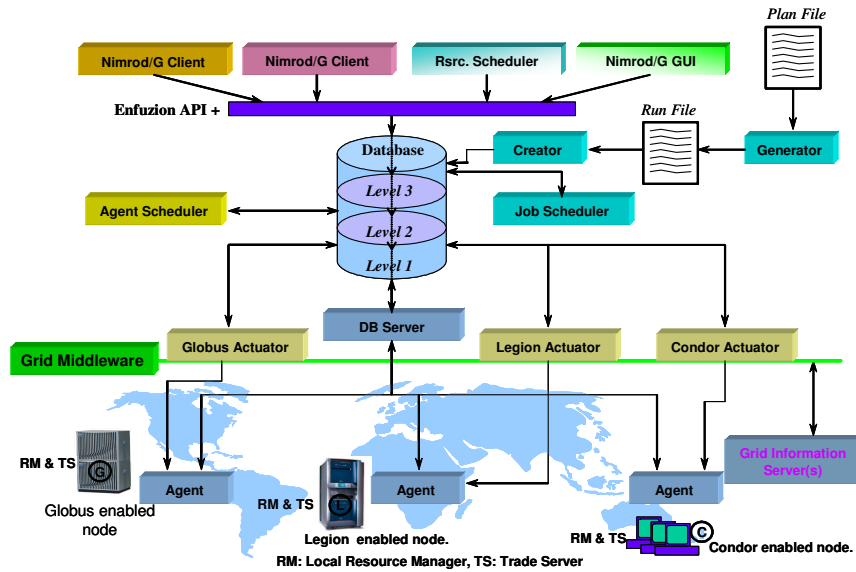 Plan File
Nimrod/G Client
Nimrod/G Client
Rsrc. Scheduler
Nimrod/G GUI
Enfuzion API +
Run File
Database
Creator
Generator
Level 3
Agent Scheduler
Job Scheduler
Level 2
Level 1
DB Server
Globus Actuator
Legion Actuator
Condor Actuator
Grid Middleware
Grid Information
Server(s)
RM & TS
G
Agent
RM & TS
L
Agent
Agent
Globus enabled
node
Legion enabled node.
RM & TS
C
Condor enabled node.
RM: Local Resource Manager, TS: Trade Server